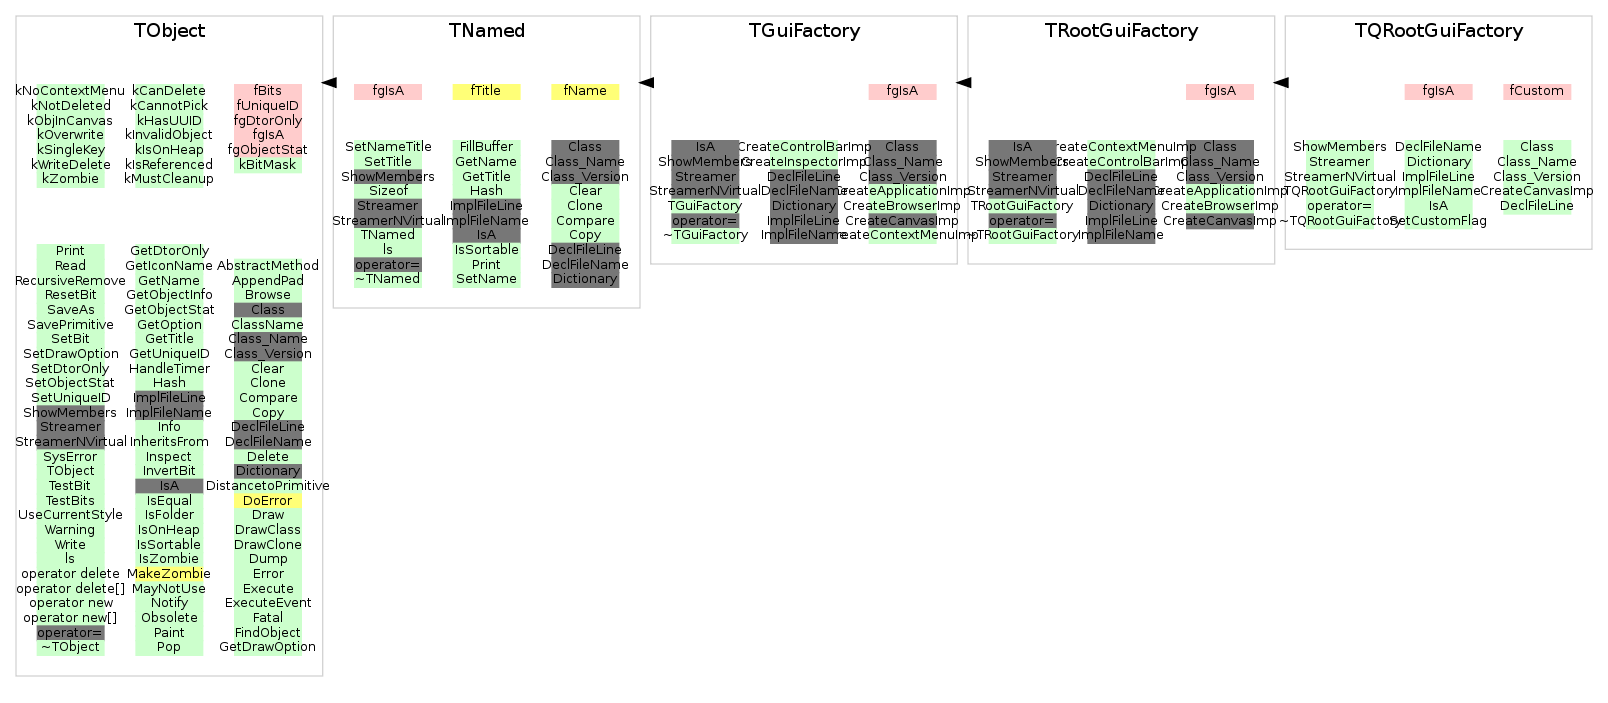 TObject
kNoContextMenu kCanDelete fBits
kNotDeleted kCannotPick fUniqueID
kObjInCanvas kHasUUID fgDtorOnly
kOverwrite kInvalidObject fgIsA
kSingleKey kIsOnHeap fgObjectStat
kWriteDelete kIsReferenced kBitMask
kZombie kMustCleanup
Print GetDtorOnly
Read GetIconName AbstractMethod
RecursiveRemove GetName AppendPad
ResetBit GetObjectInfo Browse
SaveAs GetObjectStat Class
SavePrimitive GetOption ClassName
SetBit GetTitle Class_Name
SetDrawOption GetUniqueID Class_Version
SetDtorOnly HandleTimer Clear
SetObjectStat Hash Clone
SetUniqueID ImplFileLine Compare
ShowMembers ImplFileName Copy
Streamer Info DeclFileLine
StreamerNVirtual InheritsFrom DeclFileName
SysError Inspect Delete
TObject InvertBit Dictionary
TestBit IsA DistancetoPrimitive
TestBits IsEqual DoError
UseCurrentStyle IsFolder Draw
Warning IsOnHeap DrawClass
Write IsSortable DrawClone
ls IsZombie Dump
operator delete MakeZombie Error
operator delete[] MayNotUse Execute
operator new Notify ExecuteEvent
operator new[] Obsolete Fatal
operator= Paint FindObject
~TObject Pop GetDrawOption
TNamed
fgIsA fTitle fName
SetNameTitle FillBuffer Class
SetTitle GetName Class_Name
ShowMembers GetTitle Class_Version
Sizeof Hash Clear
Streamer ImplFileLine Clone
StreamerNVirtual ImplFileName Compare
TNamed IsA Copy
ls IsSortable DeclFileLine
operator= Print DeclFileName
~TNamed SetName Dictionary
TGuiFactory
fgIsA
IsA CreateControlBarImp Class
ShowMembers CreateInspectorImp Class_Name
Streamer DeclFileLine Class_Version
StreamerNVirtual DeclFileName CreateApplicationImp
TGuiFactory Dictionary CreateBrowserImp
operator= ImplFileLine CreateCanvasImp
~TGuiFactory ImplFileName CreateContextMenuImp
TRootGuiFactory
fgIsA
IsA CreateContextMenuImp Class
ShowMembers CreateControlBarImp Class_Name
Streamer DeclFileLine Class_Version
StreamerNVirtual DeclFileName CreateApplicationImp
TRootGuiFactory Dictionary CreateBrowserImp
operator= ImplFileLine CreateCanvasImp
~TRootGuiFactory ImplFileName
TQRootGuiFactory
fgIsA fCustom
ShowMembers DeclFileName Class
Streamer Dictionary Class_Name
StreamerNVirtual ImplFileLine Class_Version
TQRootGuiFactory ImplFileName CreateCanvasImp
operator= IsA DeclFileLine
~TQRootGuiFactory SetCustomFlag